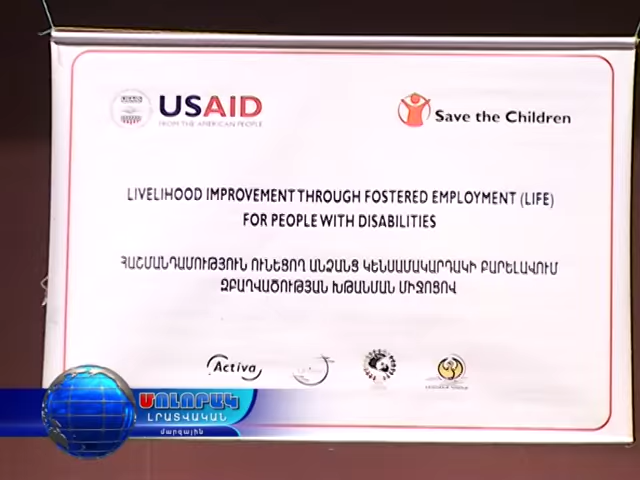 USAID
FROM THE AMERICAN PEOPLE
Save the Children
LIVELIHOOD IMPROVEMENT THROUGH FOSTERED EMPLOYMENT (LIFE)
FOR PEOPLE WITH DISABILITIES
ՀԱՇՄԱՆԴԱՄՈՒԹՅՈՒՆ ՈՒՆԵՑՈՂ ԱՆՁԱՆՑ ԿԵՆՍԱՄԱԿԱՐԴԱԿԻ ԲԱՐԵԼԱՎՈՒՄ
ԶԲԱՂՎԱԾՈՒԹՅԱՆ ԽԹԱՆՄԱՆ ՄԻՋՈՑՈՎ
Activa
ՄՈԼՈՐԱԿ
ԼՐԱՏՎԱԿԱՆ
մարզային